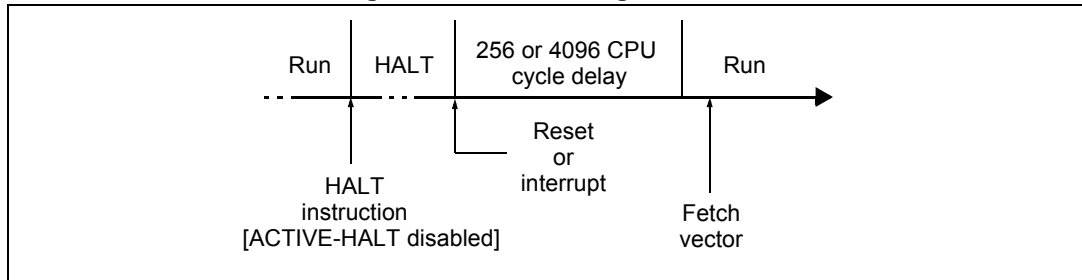 Run
HALT
256 or 4096 CPU
cycle delay
Run
Reset
or
interrupt
HALT
instruction
[ACTIVE-HALT disabled]
Fetch
vector